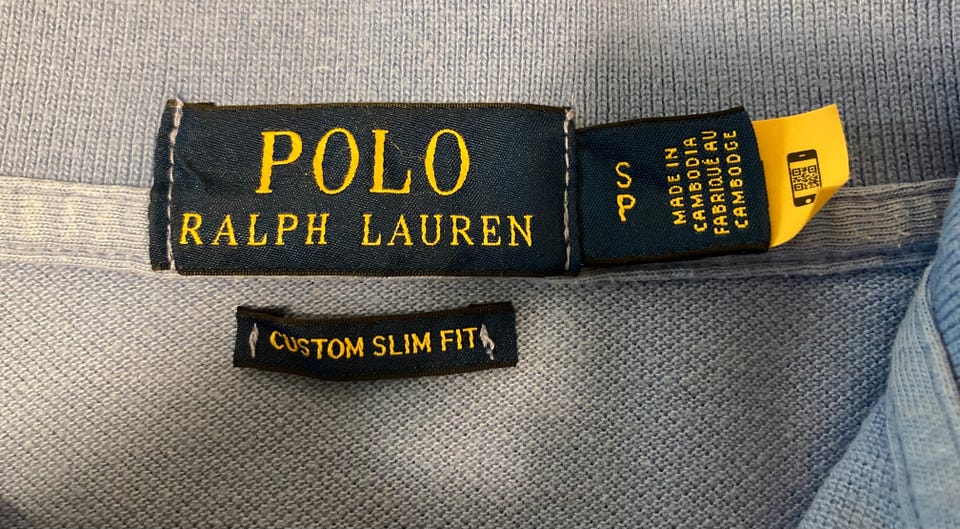 POLO
RALPH LAUREN
S
P
MADE IN
CAMBODIA
FABRIQUÉ AU
CAMBODGE
CUSTOM SLIM FIT